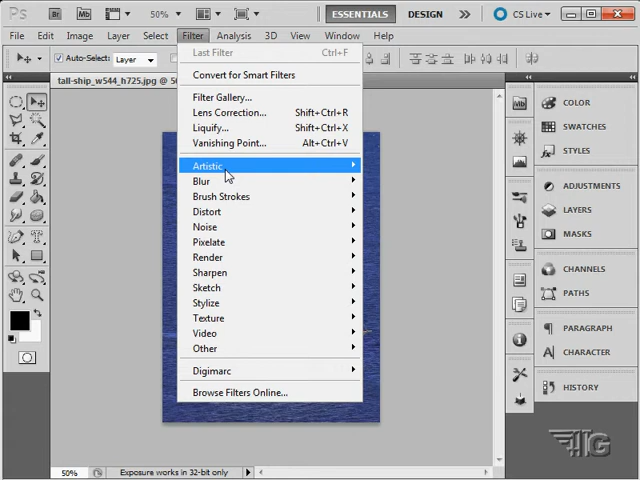 Ps Br Mb 50% ESSENTIALS DESIGN >> CS Live
File Edit Image Layer Select Filter Analysis 3D View Window Help
Auto-Select: Layer
tall-ship_w544_h725.jpg @ 50
Last Filter Ctrl+F
Convert for Smart Filters
Filter Gallery...
Lens Correction... Shift+Ctrl+R
Liquify... Shift+Ctrl+X
Vanishing Point... Alt+Ctrl+V
Artistic
Blur
Brush Strokes
Distort
Noise
Pixelate
Render
Sharpen
Sketch
Stylize
Texture
Video
Other
Digimarc
Browse Filters Online...
Mb
COLOR
SWATCHES
STYLES
ADJUSTMENTS
LAYERS
MASKS
CHANNELS
PATHS
PARAGRAPH
CHARACTER
HISTORY
50% Exposure works in 32-bit only